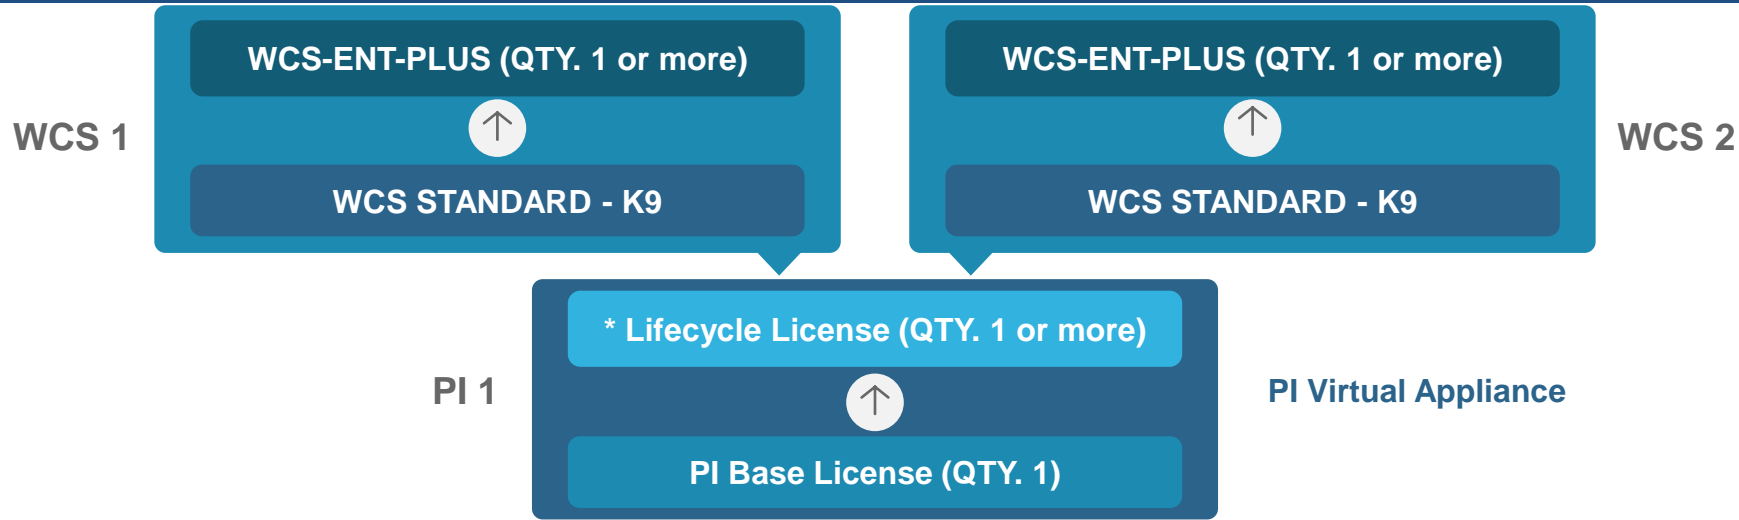 WCS-ENT-PLUS (QTY. 1 or more)
WCS-ENT-PLUS (QTY. 1 or more)
WCS 1
WCS 2
WCS STANDARD - K9
WCS STANDARD - K9
* Lifecycle License (QTY. 1 or more)
PI 1
PI Virtual Appliance
PI Base License (QTY. 1)